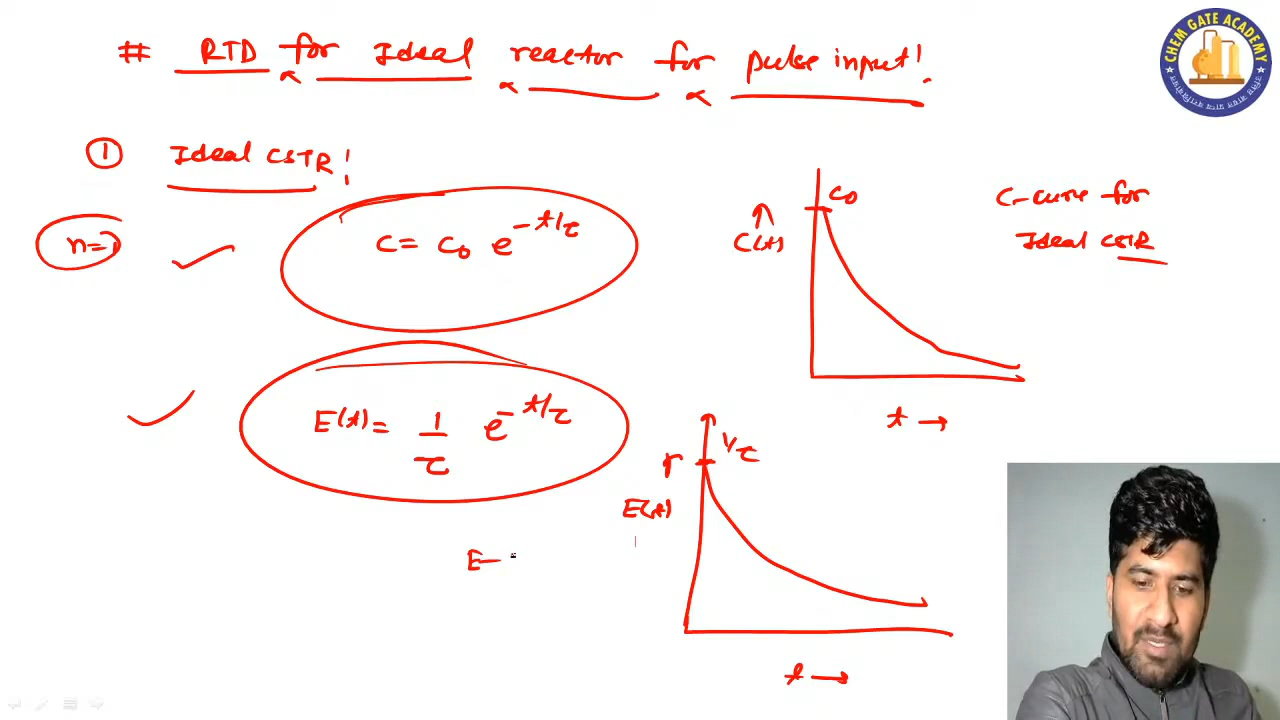 # RTD for Ideal reactor for pulse input!
CHEM GATE ACADEMY
① Ideal CSTR!
n=1
C = C₀ e^-t/τ
C₀
C(t)
t →
C-curve for
Ideal CSTR
E(t) = 1/τ e^-t/τ
1/τ
E(t)
t →
E-